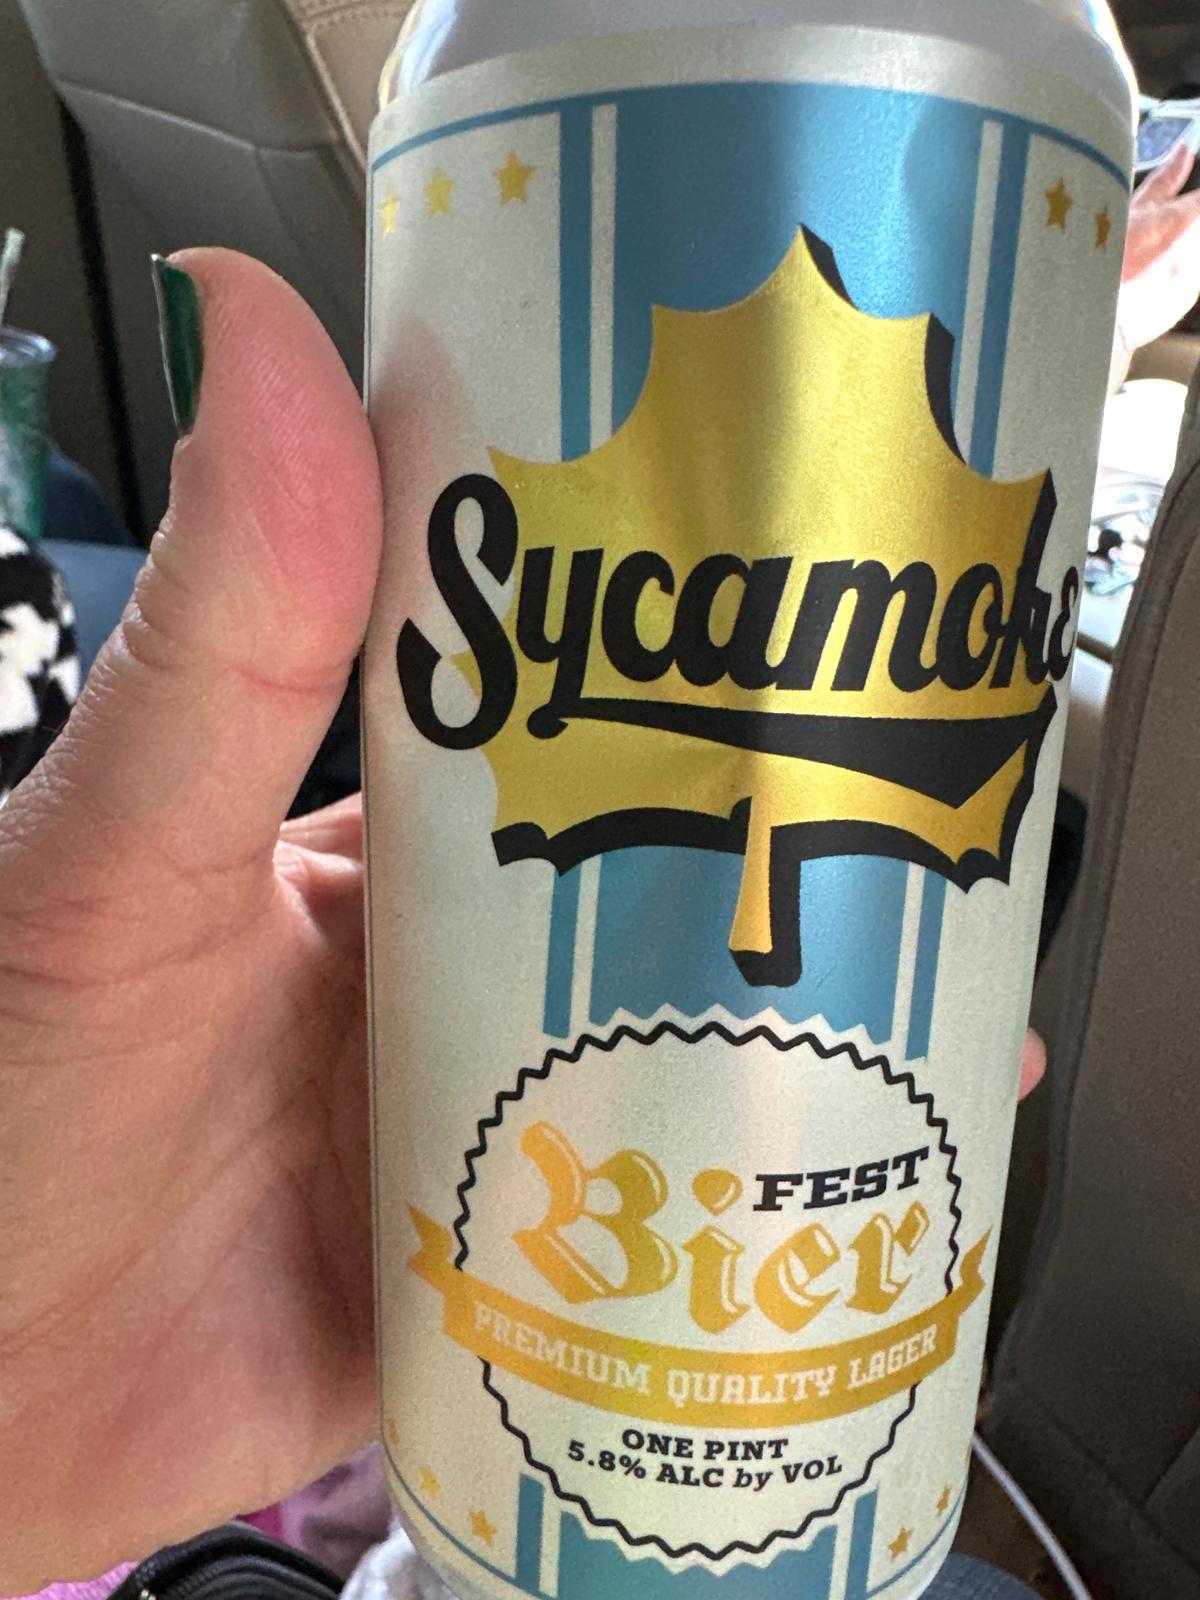 Sycamore
FEST
Bier
PREMIUM QUALITY LAGER
ONE PINT
5.8% ALC by VOL